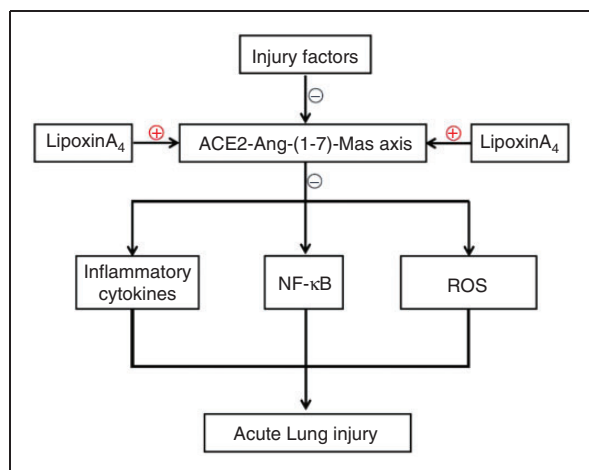 Injury factors
⊖
LipoxinA₄ ⊕ ACE2-Ang-(1-7)-Mas axis ⊕ LipoxinA₄
⊖
Inflammatory
cytokines
NF-κB
ROS
Acute Lung injury